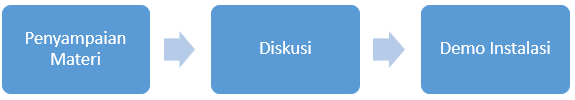 Penyampaian
Materi
Diskusi
Demo Instalasi